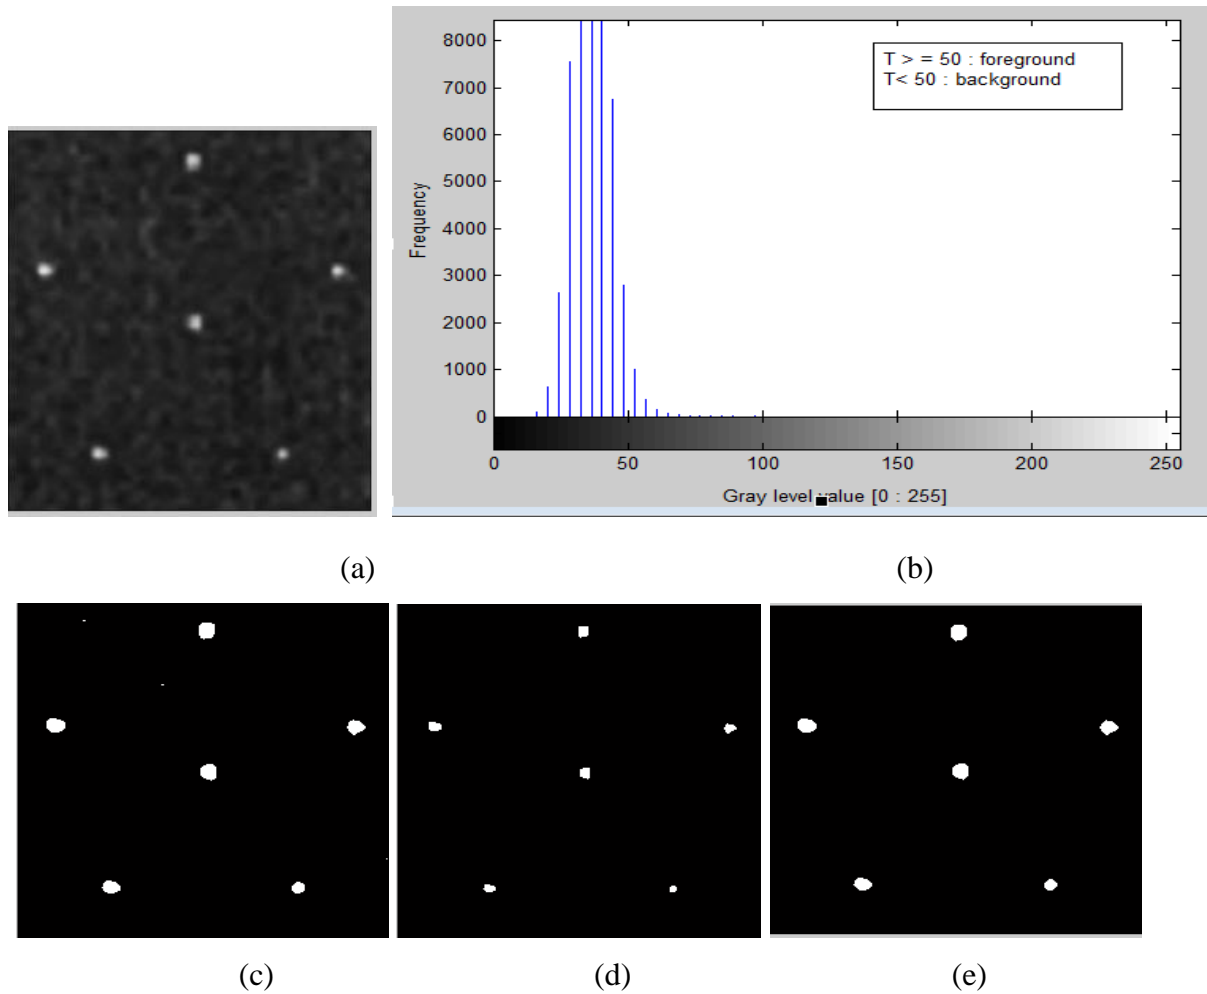 8000
7000
6000
5000
4000
3000
2000
1000
0
Frequency
T > = 50 : foreground
T< 50 : background
0 50 100 150 200 250
Gray level value [0 : 255]
(a) (b)
(c) (d) (e)